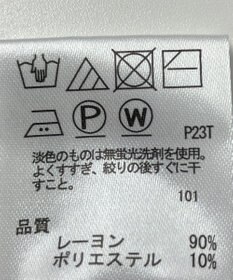 P W P23T
淡色のものは無蛍光洗剤を使用。
よくすすぎ、絞りの後すぐに干
すこと。
101
品質
レーヨン 90%
ポリエステル 10%